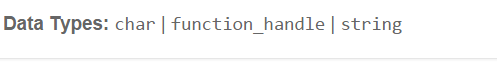 Data Types: char | function_handle | string